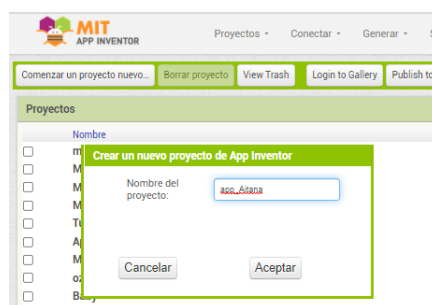 MIT
APP INVENTOR
Proyectos Conectar Generar
Comenzar un proyecto nuevo... Borrar proyecto View Trash Login to Gallery Publish to
Proyectos
Nombre
Crear un nuevo proyecto de App Inventor
Nombre del
proyecto:
app_Aitana
Cancelar Aceptar